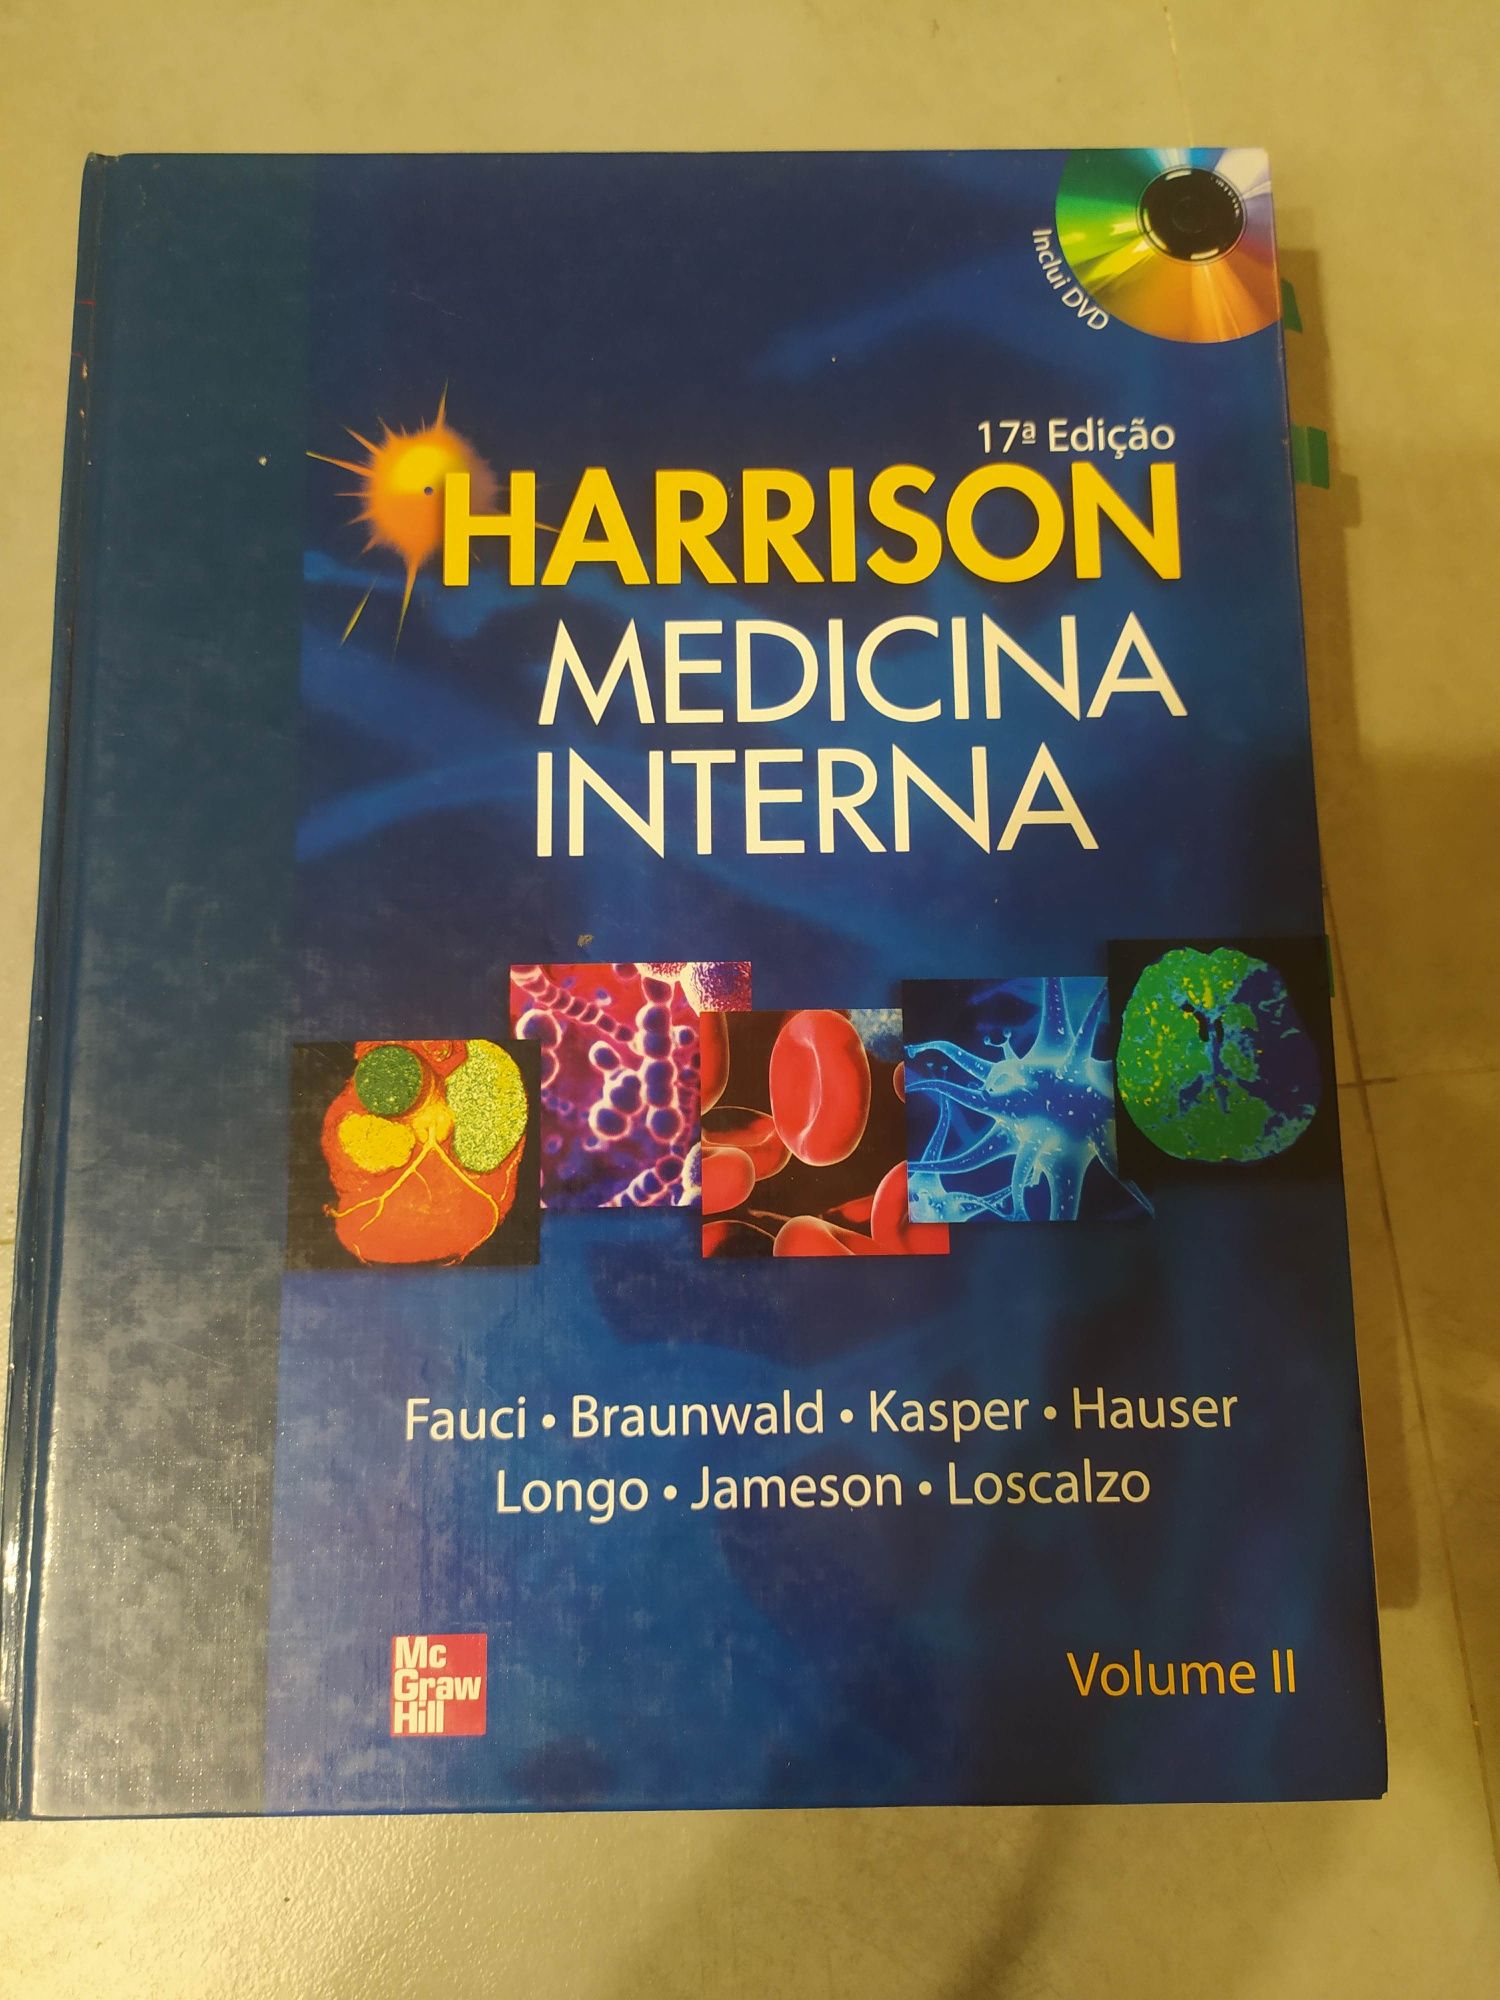 Inclui DVD
17ª Edição
HARRISON
MEDICINA
INTERNA
Fauci • Braunwald • Kasper • Hauser
Longo • Jameson • Loscalzo
Mc
Graw
Hill
Volume II